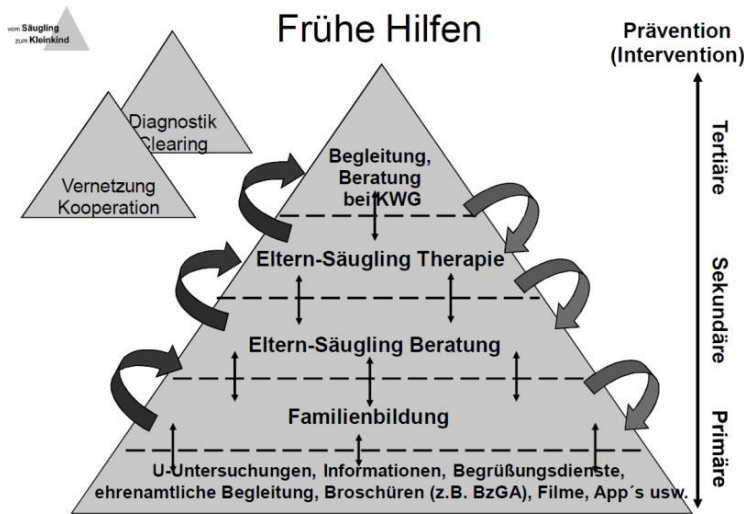 vom Säugling
zum Kleinkind
Frühe Hilfen
Prävention
(Intervention)
Diagnostik
Clearing
Vernetzung
Kooperation
Begleitung,
Beratung
bei KWG
Eltern-Säugling Therapie
Eltern-Säugling Beratung
Familienbildung
U-Untersuchungen, Informationen, Begrüßungsdienste,
ehrenamtliche Begleitung, Broschüren (z.B. BzGA), Filme, App´s usw.
Tertiäre
Sekundäre
Primäre